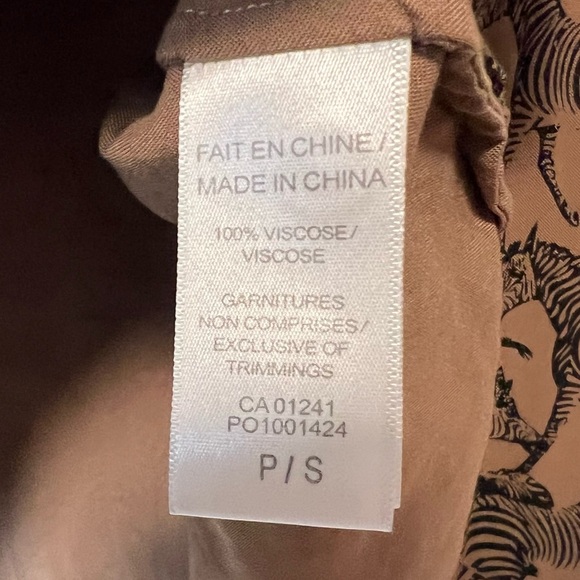 FAIT EN CHINE/
MADE IN CHINA
100% VISCOSE/
VISCOSE
GARNITURES
NON COMPRISES/
EXCLUSIVE OF
TRIMMINGS
CA 01241
PO1001424
P/S